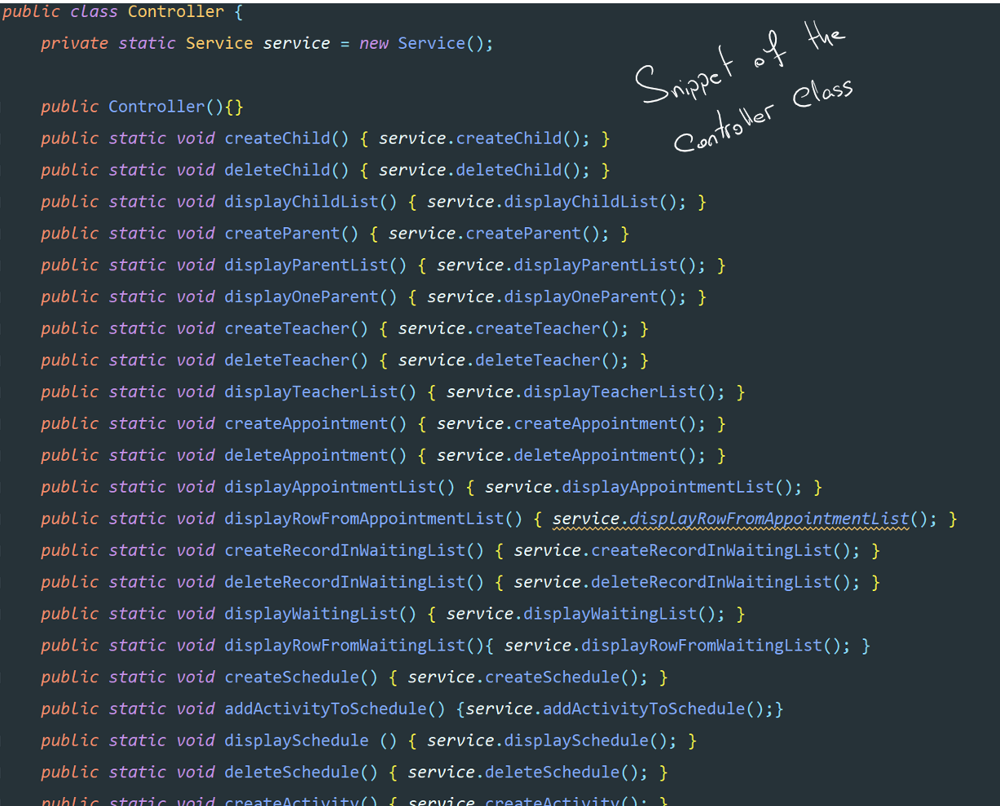 public class Controller {
private static Service service = new Service();
Snippet of the
Controller Class
public Controller(){}
public static void createChild() { service.createChild(); }
public static void deleteChild() { service.deleteChild(); }
public static void displayChildList() { service.displayChildList(); }
public static void createParent() { service.createParent(); }
public static void displayParentList() { service.displayParentList(); }
public static void displayOneParent() { service.displayOneParent(); }
public static void createTeacher() { service.createTeacher(); }
public static void deleteTeacher() { service.deleteTeacher(); }
public static void displayTeacherList() { service.displayTeacherList(); }
public static void createAppointment() { service.createAppointment(); }
public static void deleteAppointment() { service.deleteAppointment(); }
public static void displayAppointmentList() { service.displayAppointmentList(); }
public static void displayRowFromAppointmentList() { service.displayRowFromAppointmentList(); }
public static void createRecordInWaitingList() { service.createRecordInWaitingList(); }
public static void deleteRecordInWaitingList() { service.deleteRecordInWaitingList(); }
public static void displayWaitingList() { service.displayWaitingList(); }
public static void displayRowFromWaitingList(){ service.displayRowFromWaitingList(); }
public static void createSchedule() { service.createSchedule(); }
public static void addActivityToSchedule() {service.addActivityToSchedule();}
public static void displaySchedule () { service.displaySchedule(); }
public static void deleteSchedule() { service.deleteSchedule(); }
public static void createActivity() { service.createActivity(); }